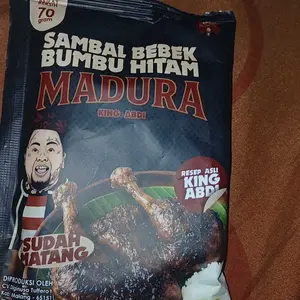 70
gram
SAMBAL BEBEK
BUMBU HITAM
MADURA
KING ABDI
RESEP ASLI
KING
ABDI
SUDAH
MATANG
DIPRODUKSI OLEH